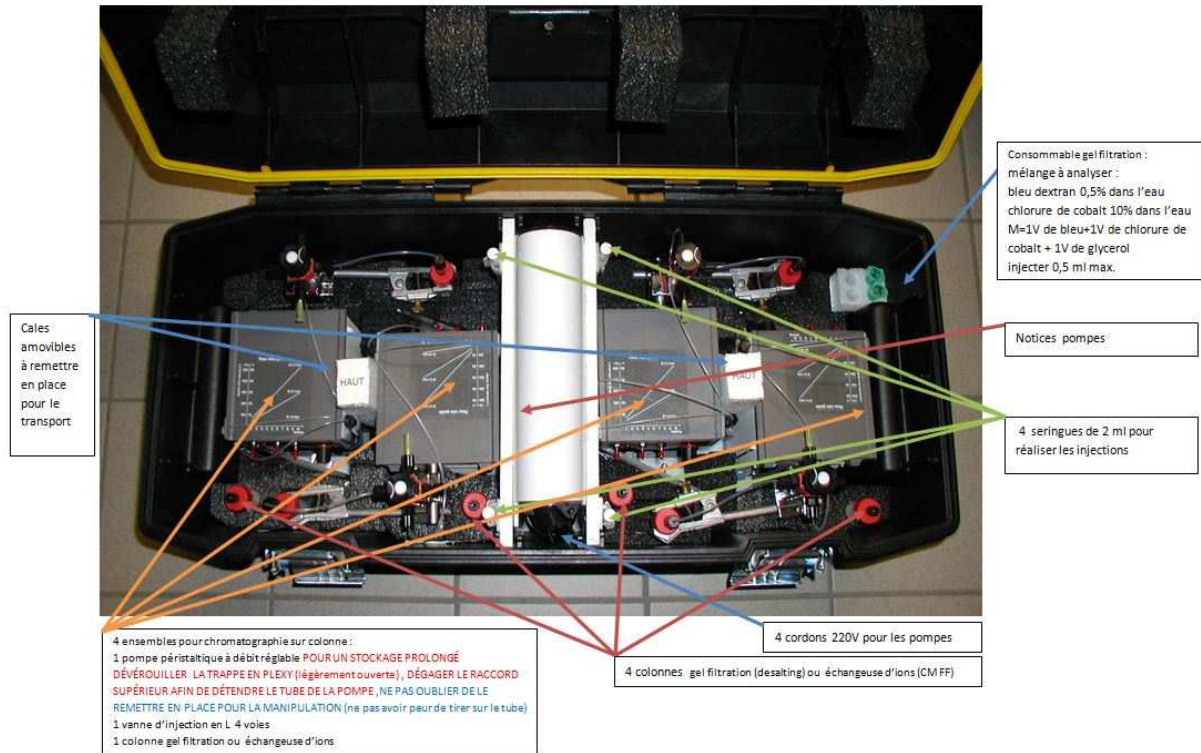 Consommable gel filtration :
mélange à analyser :
bleu dextran 0,5% dans l'eau
chlorure de cobalt 10% dans l'eau
M=1V de bleu+1V de chlorure de
cobalt + 1V de glycerol
injecter 0,5 ml max.
Cales
amovibles
à remettre
en place
pour le
transport
HAUT
HAUT
Notices pompes
4 seringues de 2 ml pour
réaliser les injections
4 cordons 220V pour les pompes
4 colonnes gel filtration (desalting) ou échangeuse d'ions (CM FF)
4 ensembles pour chromatographie sur colonne :
1 pompe péristaltique à débit réglable POUR UN STOCKAGE PROLONGÉ
DÉVÉROUILLER LA TRAPPE EN PLEXY (légèrement ouverte) , DÉGAGER LE RACCORD
SUPÉRIEUR AFIN DE DÉTENDRE LE TUBE DE LA POMPE ,NE PAS OUBLIER DE LE
REMETTRE EN PLACE POUR LA MANIPULATION (ne pas avoir peur de tirer sur le tube)
1 vanne d'injection en L 4 voies
1 colonne gel filtration ou échangeuse d'ions